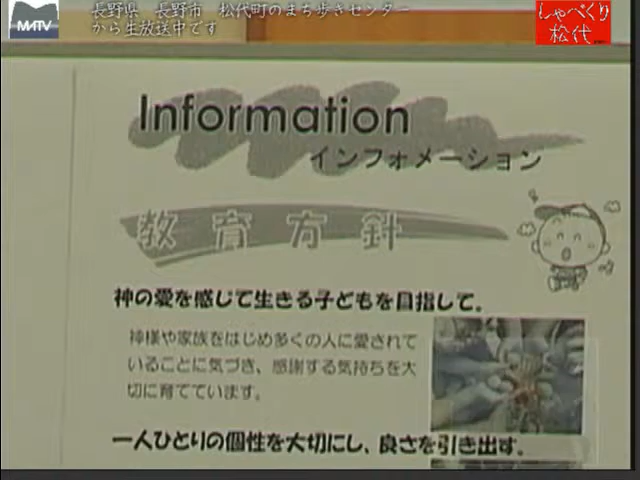 MATV
長野県　長野市　松代町のまち歩きセンター
から生放送中です
しゃべくり
松代
Information
インフォメーション
教育方針
神の愛を感じて生きる子どもを目指して。
神様や家族をはじめ多くの人に愛されて
いることに気づき、感謝する気持ちを大
切に育てています。
一人ひとりの個性を大切にし、良さを引き出す。